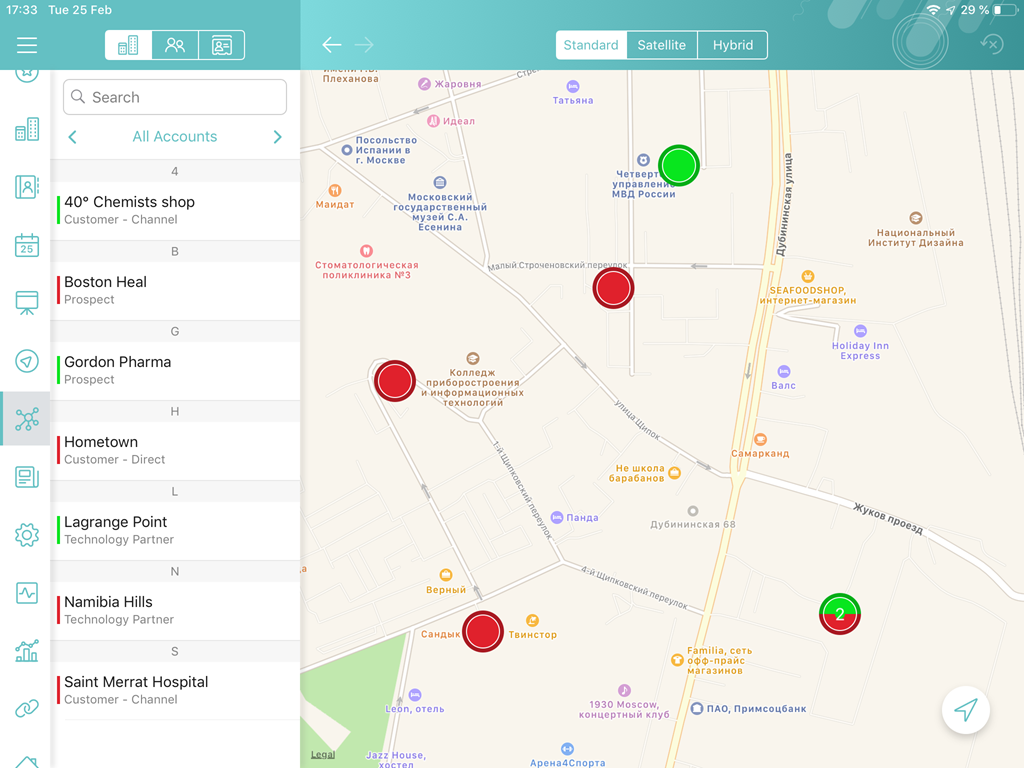 17:33 Tue 25 Feb
29 %
Standard
Satellite
Hybrid
Search
All Accounts
4
40° Chemists shop
Customer - Channel
B
Boston Heal
Prospect
G
Gordon Pharma
Prospect
H
Hometown
Customer - Direct
L
Lagrange Point
Technology Partner
N
Namibia Hills
Technology Partner
S
Saint Merrat Hospital
Customer - Channel
25
Плеханова
Жаровня
Татьяна
Идеал
Посольство
Испании в
г. Москве
Четверт
управление
МВД России
Маидат
Московский
государственный
музей С.А.
Есенина
Дубининская улица
Национальный
Институт Дизайна
Стоматологическая
поликлиника №3
Малый Строченовский переулок
SEAFOODSHOP,
интернет-магазин
Holiday Inn
Express
Валс
Колледж
приборостроения
и информационных
технологий
улица Щипок
1-й Щипковский переулок
Самарканд
Не школа
барабанов
Панда
Дубининская 68
Жуков проезд
4-й Щипковский переулок
Верный
2
Сандык
Твинстор
Familia, сеть
офф-прайс
магазинов
Leon, отель
1930 Moscow,
концертный клуб
ПАО, Примсоцбанк
Legal
Jazz House,
хостел
Арена4Спорта